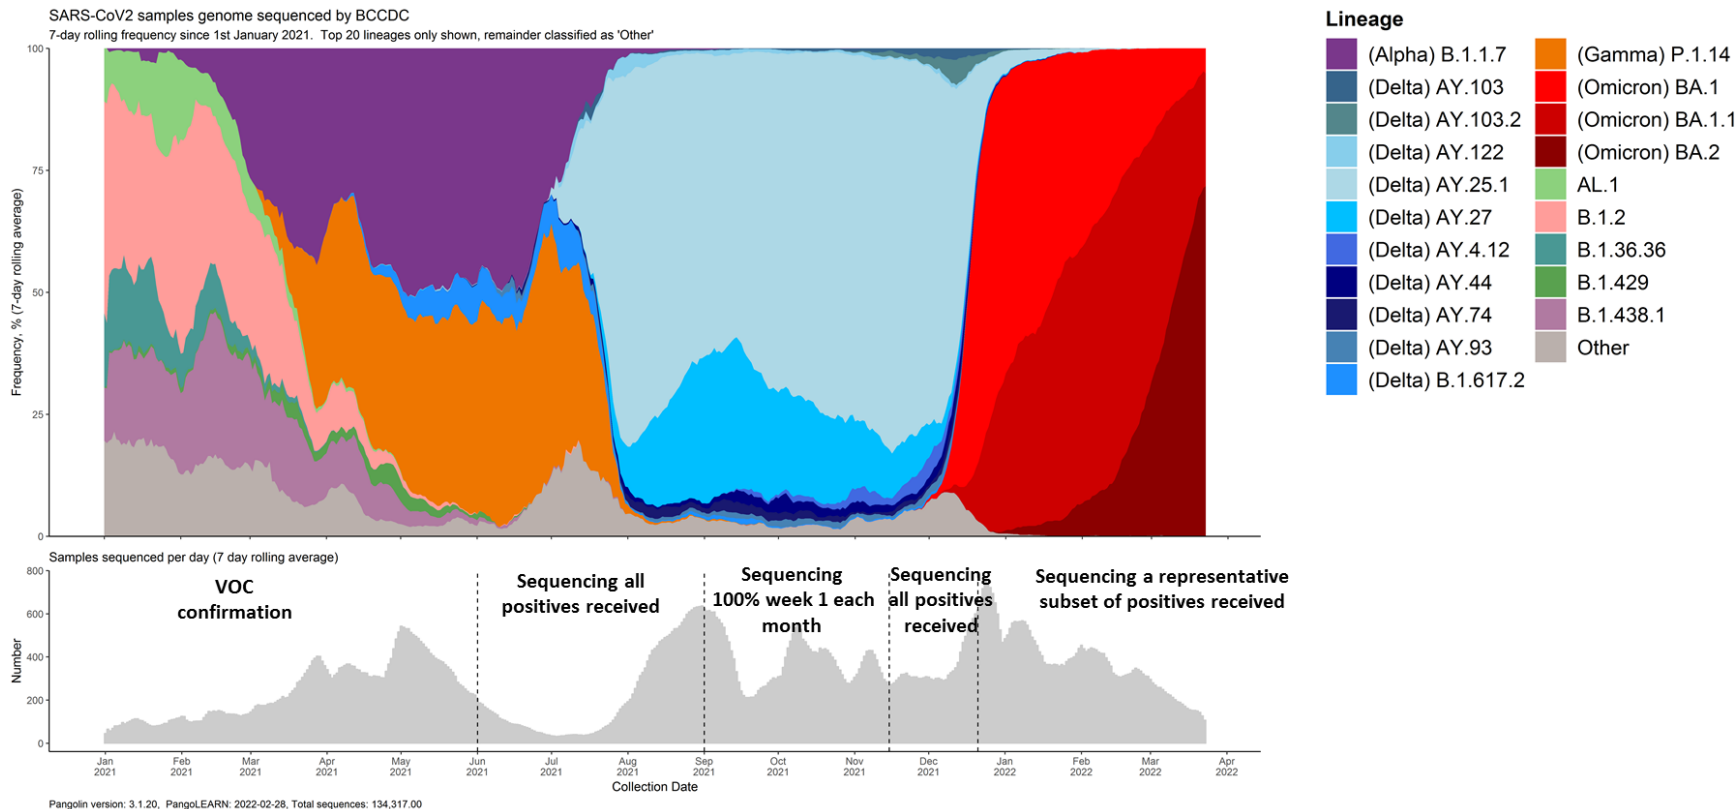 SARS-CoV2 samples genome sequenced by BCCDC
7-day rolling frequency since 1st January 2021.  Top 20 lineages only shown, remainder classified as 'Other'
Frequency, % (7-day rolling average)
100
75
50
25
0
Lineage
(Alpha) B.1.1.7
(Delta) AY.103
(Delta) AY.103.2
(Delta) AY.122
(Delta) AY.25.1
(Delta) AY.27
(Delta) AY.4.12
(Delta) AY.44
(Delta) AY.74
(Delta) AY.93
(Delta) B.1.617.2
(Gamma) P.1.14
(Omicron) BA.1
(Omicron) BA.1.1
(Omicron) BA.2
AL.1
B.1.2
B.1.36.36
B.1.429
B.1.438.1
Other
Samples sequenced per day (7 day rolling average)
Number
800
600
400
200
0
VOC
confirmation
Sequencing all
positives received
Sequencing
100% week 1 each
month
Sequencing
all positives
received
Sequencing a representative
subset of positives received
Jan
2021
Feb
2021
Mar
2021
Apr
2021
May
2021
Jun
2021
Jul
2021
Aug
2021
Sep
2021
Oct
2021
Nov
2021
Dec
2021
Jan
2022
Feb
2022
Mar
2022
Apr
2022
Collection Date
Pangolin version: 3.1.20,  PangoLEARN: 2022-02-28, Total sequences: 134,317.00